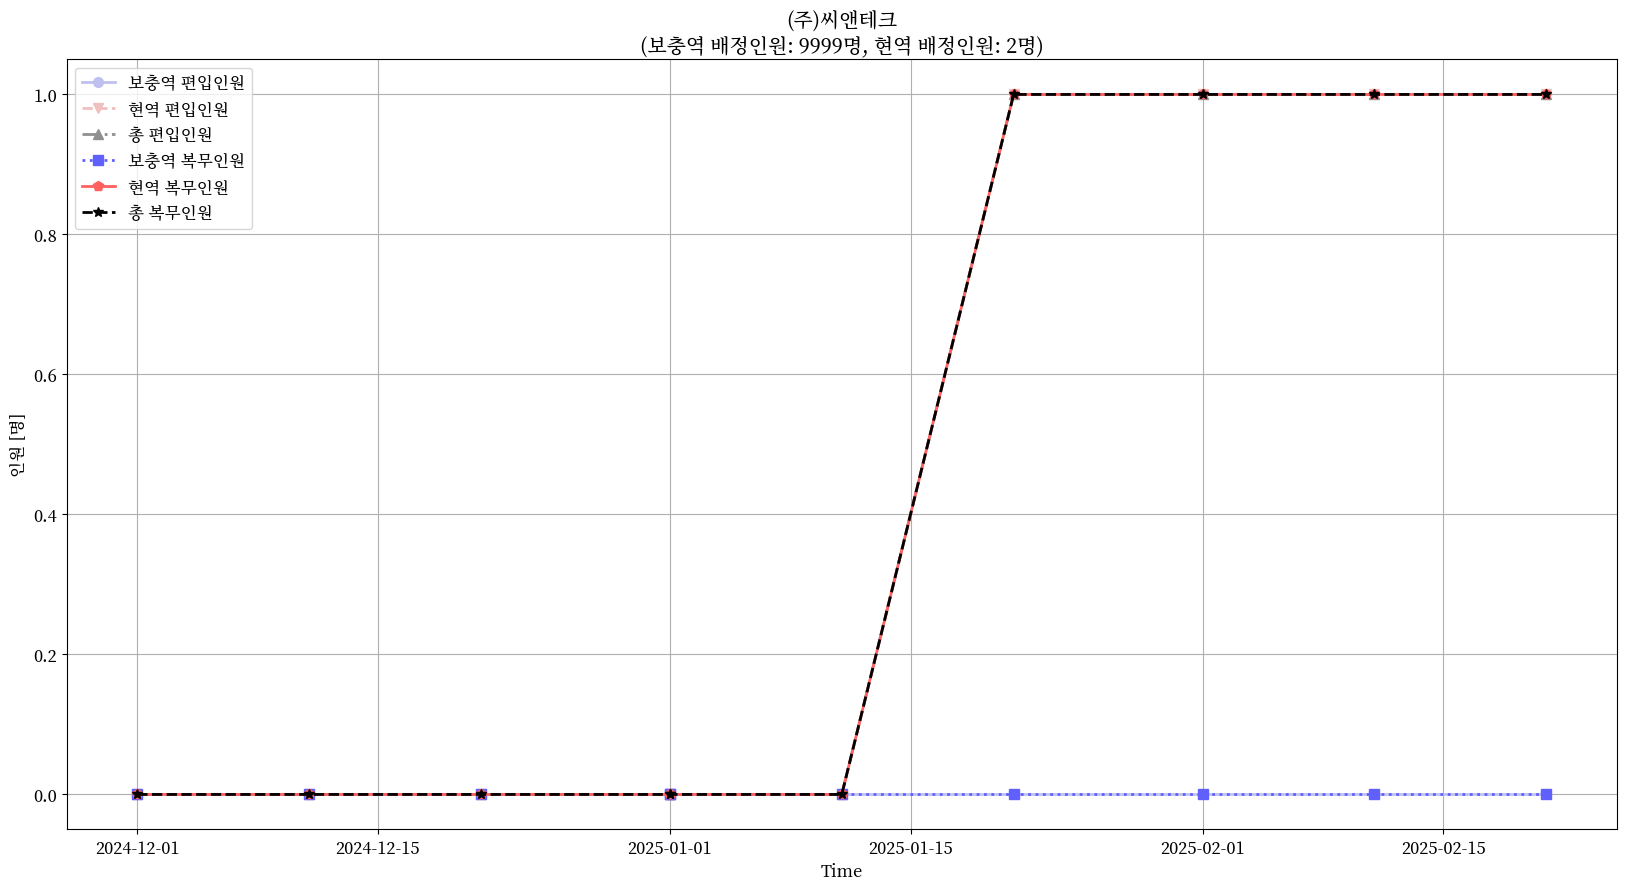 (주)씨앤테크
(보충역 배정인원: 9999명, 현역 배정인원: 2명)
보충역 편입인원
현역 편입인원
총 편입인원
보충역 복무인원
현역 복무인원
총 복무인원
1.0
0.8
0.6
0.4
0.2
0.0
인원 [명]
2024-12-01
2024-12-15
2025-01-01
2025-01-15
2025-02-01
2025-02-15
Time